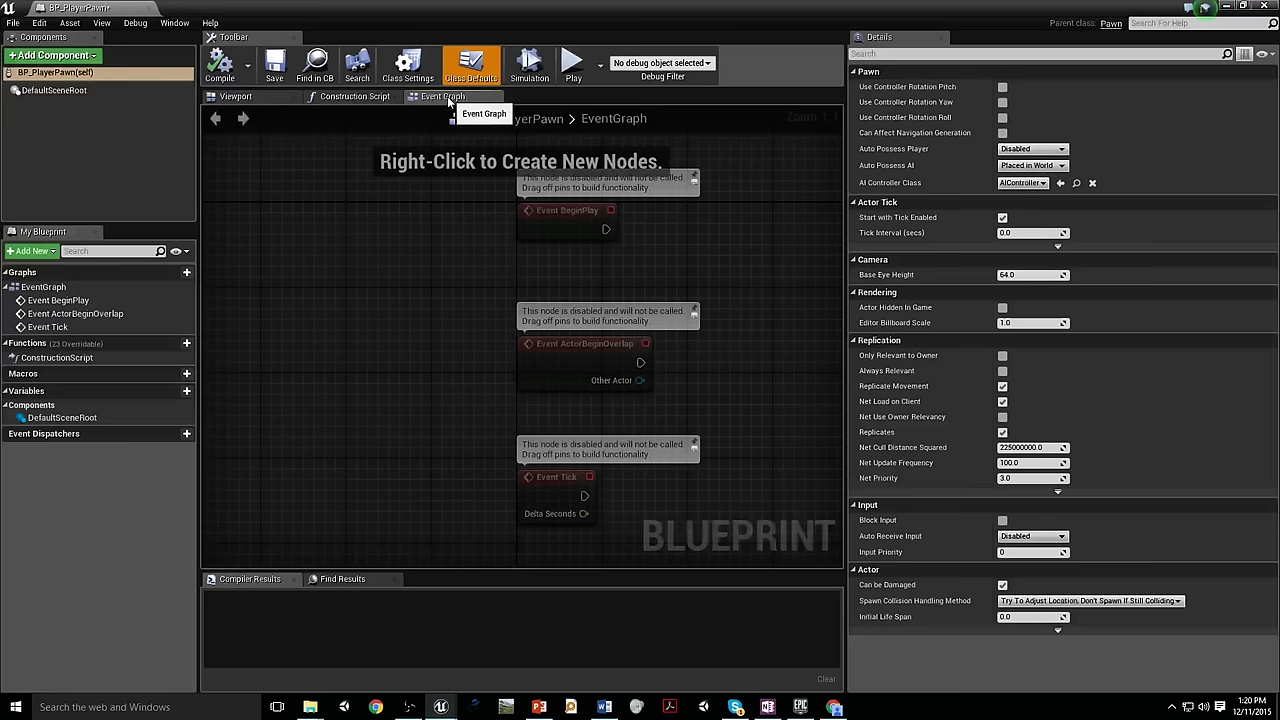 BP_PlayerPawn*
File Edit Asset View Debug Window Help
Parent class: Pawn Search For Help
Components
+Add Component
BP_PlayerPawn(self)
DefaultSceneRoot
My Blueprint
+Add New Search
Graphs
EventGraph
Event BeginPlay
Event ActorBeginOverlap
Event Tick
Functions (23 Overridable)
ConstructionScript
Macros
Variables
Components
DefaultSceneRoot
Event Dispatchers
Toolbar
Compile Save Find in CB Search Class Settings Class Defaults Simulation Play
No debug object selected
Debug Filter
Viewport Construction Script Event Graph
Event Graph
yerPawn > EventGraph
Zoom 1:1
Right-Click to Create New Nodes.
This node is disabled and will not be called.
Drag off pins to build functionality.
Event BeginPlay
This node is disabled and will not be called.
Drag off pins to build functionality.
Event ActorBeginOverlap
Other Actor
This node is disabled and will not be called.
Drag off pins to build functionality.
Event Tick
Delta Seconds
BLUEPRINT
Compiler Results Find Results
Clear
Details
Search
Pawn
Use Controller Rotation Pitch
Use Controller Rotation Yaw
Use Controller Rotation Roll
Can Affect Navigation Generation
Auto Possess Player Disabled
Auto Possess AI Placed in World
AI Controller Class AIController
Actor Tick
Start with Tick Enabled
Tick Interval (secs) 0.0
Camera
Base Eye Height 64.0
Rendering
Actor Hidden In Game
Editor Billboard Scale 1.0
Replication
Only Relevant to Owner
Always Relevant
Replicate Movement
Net Load on Client
Net Use Owner Relevancy
Replicates
Net Cull Distance Squared 225000000.0
Net Update Frequency 100.0
Net Priority 3.0
Input
Block Input
Auto Receive Input Disabled
Input Priority 0
Actor
Can be Damaged
Spawn Collision Handling Method Try To Adjust Location, Don't Spawn If Still Colliding
Initial Life Span 0.0
Search the web and Windows
1:20 PM
12/11/2015